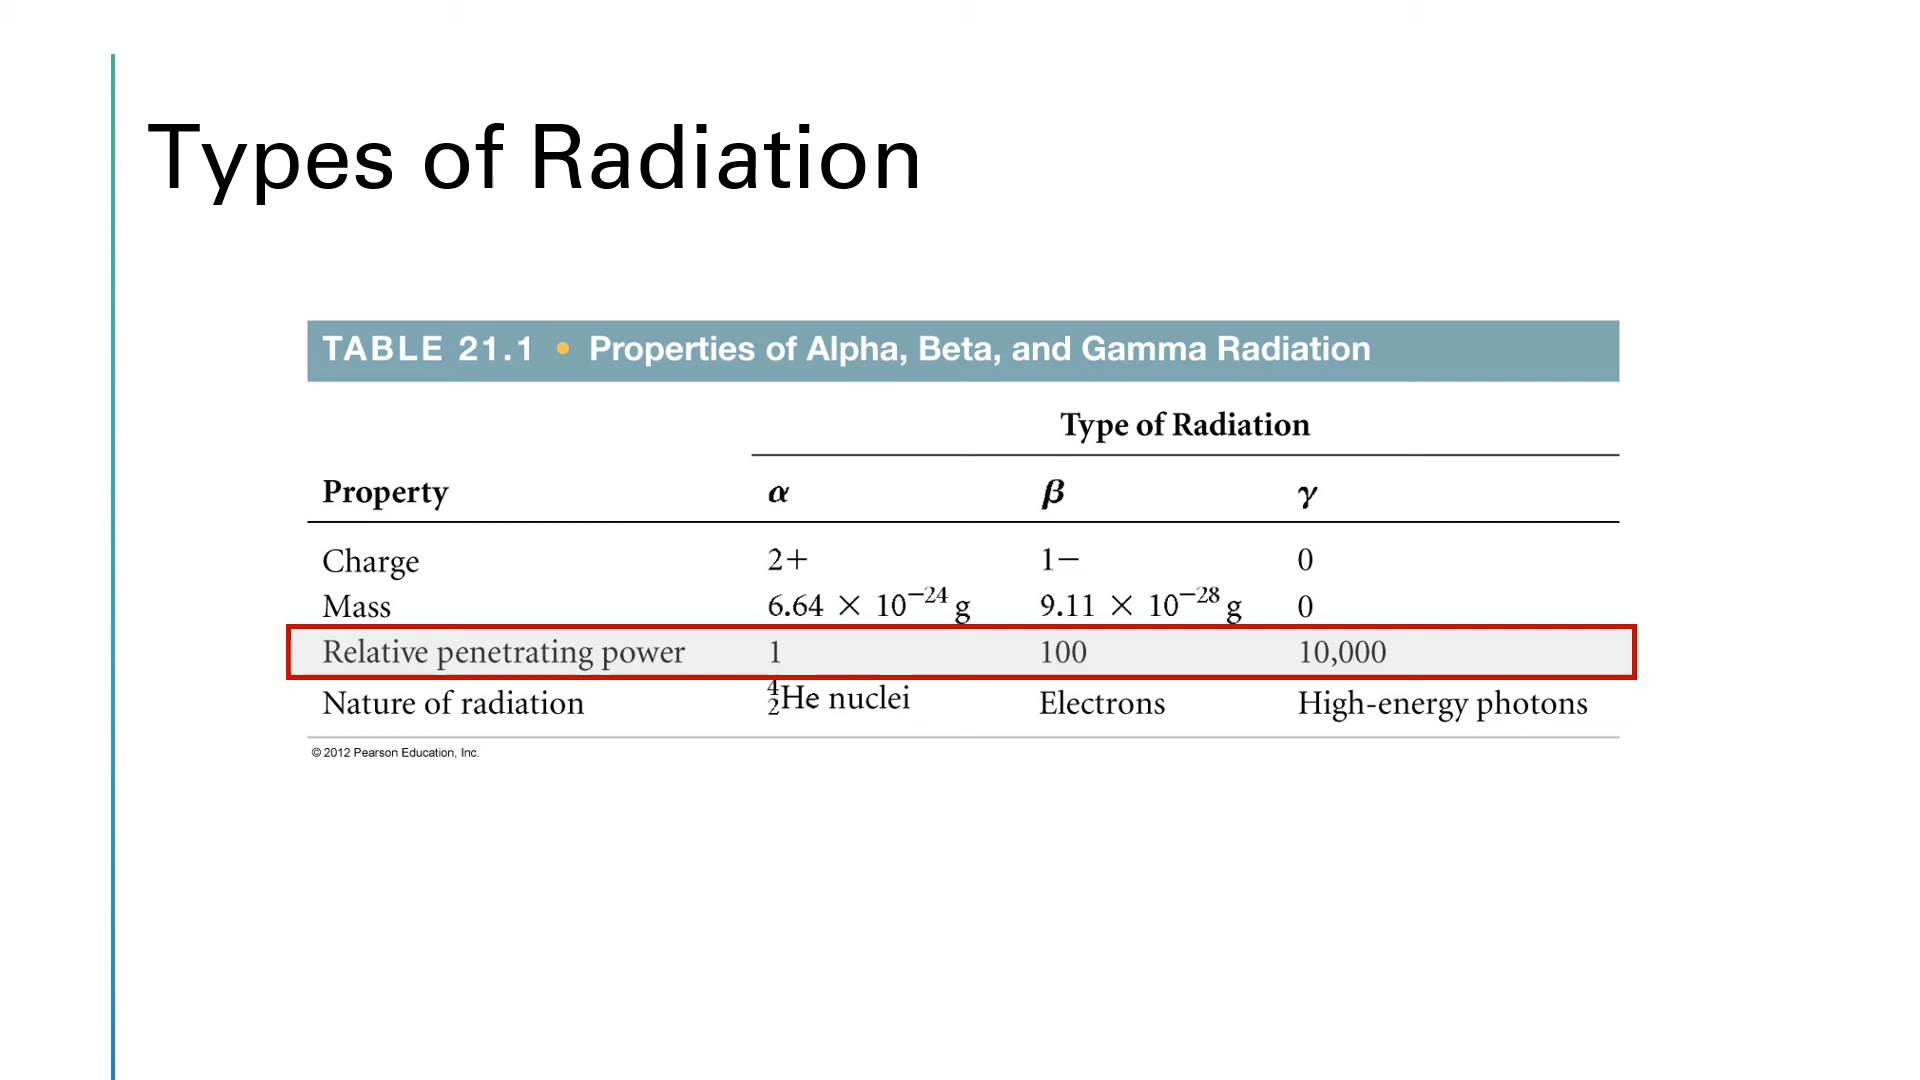 Types of Radiation
TABLE 21.1 • Properties of Alpha, Beta, and Gamma Radiation
Type of Radiation
Property α β γ
Charge 2+ 1− 0
Mass 6.64 × 10⁻²⁴ g 9.11 × 10⁻²⁸ g 0
Relative penetrating power 1 100 10,000
Nature of radiation ⁴₂He nuclei Electrons High-energy photons
© 2012 Pearson Education, Inc.